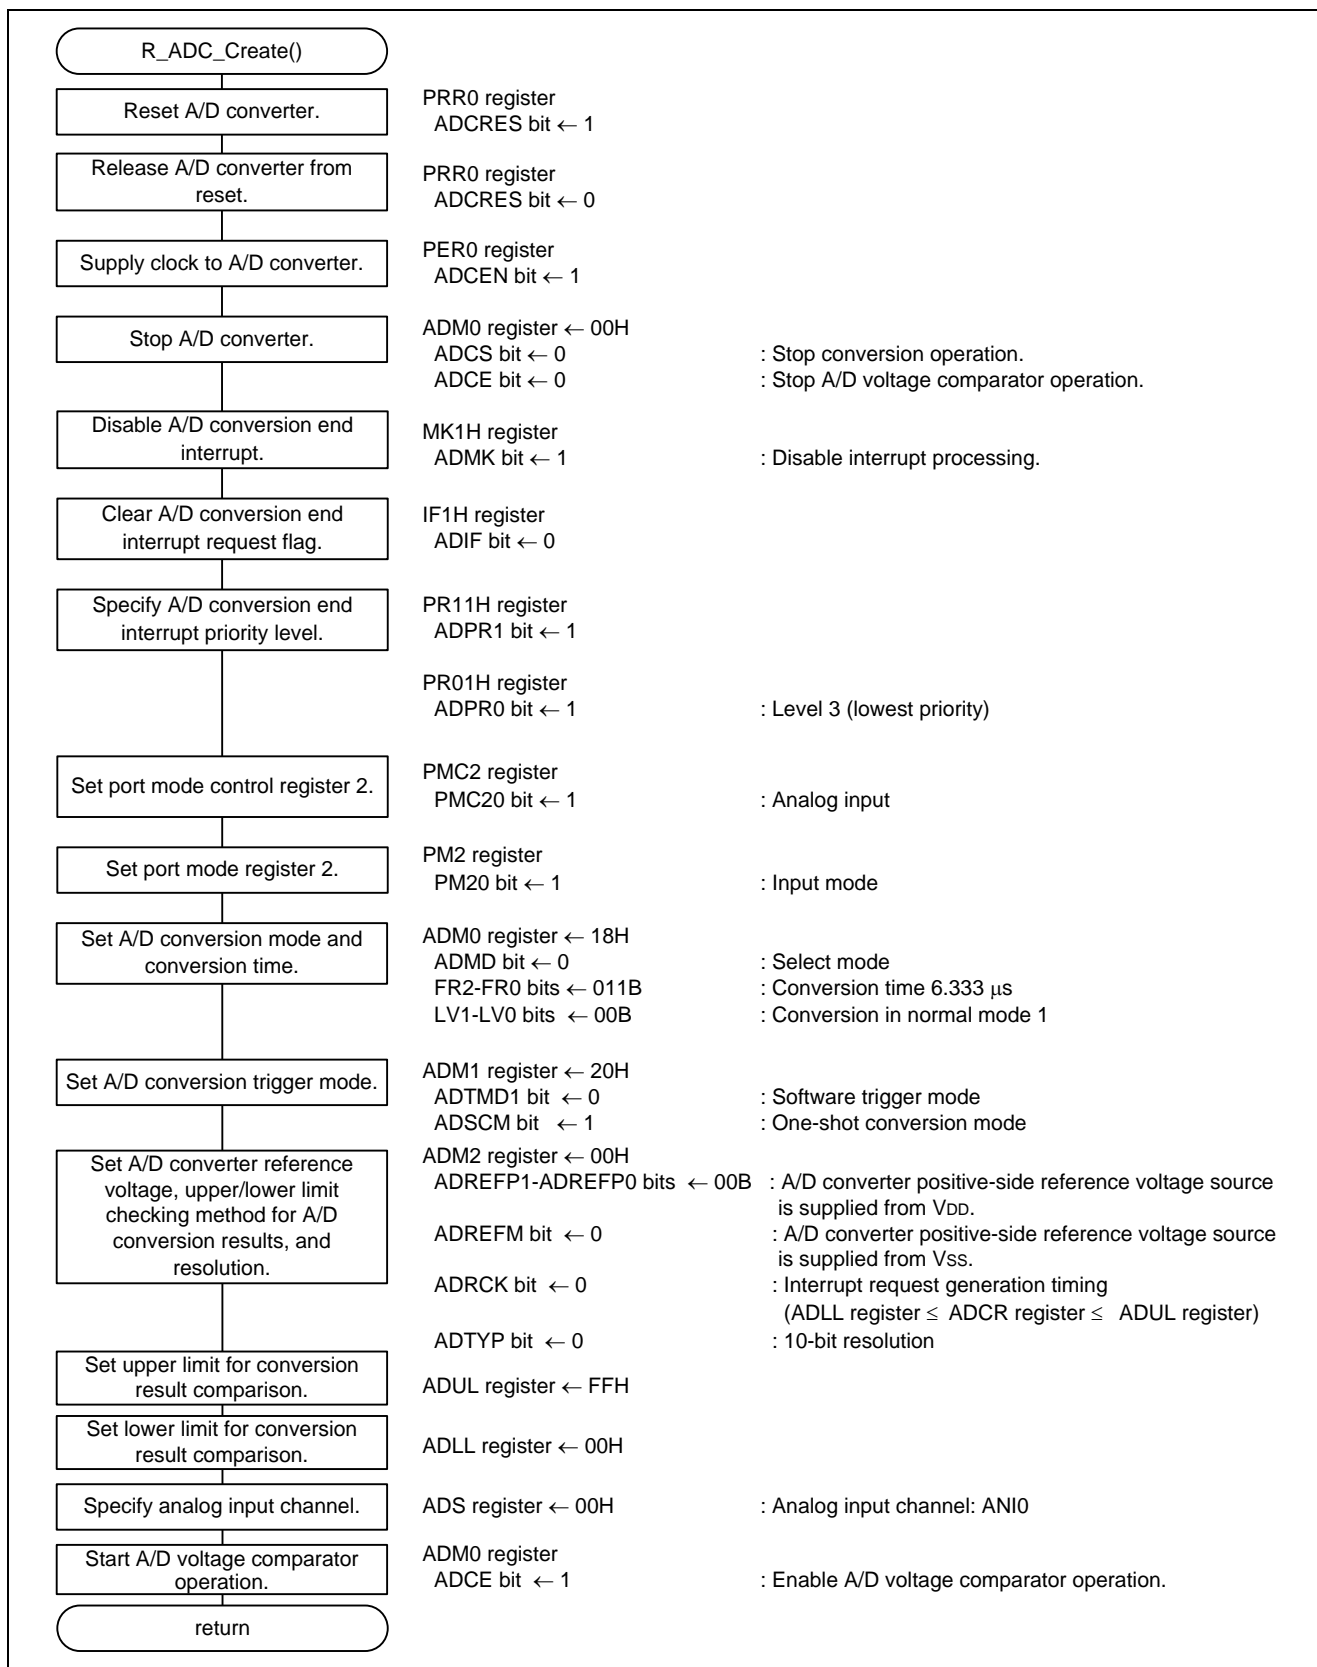 R_ADC_Create()
Reset A/D converter.
PRR0 register
ADCRES bit ← 1
Release A/D converter from
reset.
PRR0 register
ADCRES bit ← 0
Supply clock to A/D converter.
PER0 register
ADCEN bit ← 1
Stop A/D converter.
ADM0 register ← 00H
ADCS bit ← 0 : Stop conversion operation.
ADCE bit ← 0 : Stop A/D voltage comparator operation.
Disable A/D conversion end
interrupt.
MK1H register
ADMK bit ← 1 : Disable interrupt processing.
Clear A/D conversion end
interrupt request flag.
IF1H register
ADIF bit ← 0
Specify A/D conversion end
interrupt priority level.
PR11H register
ADPR1 bit ← 1
PR01H register
ADPR0 bit ← 1 : Level 3 (lowest priority)
Set port mode control register 2.
PMC2 register
PMC20 bit ← 1 : Analog input
Set port mode register 2.
PM2 register
PM20 bit ← 1 : Input mode
Set A/D conversion mode and
conversion time.
ADM0 register ← 18H
ADMD bit ← 0 : Select mode
FR2-FR0 bits ← 011B : Conversion time 6.333 μs
LV1-LV0 bits ← 00B : Conversion in normal mode 1
Set A/D conversion trigger mode.
ADM1 register ← 20H
ADTMD1 bit ← 0 : Software trigger mode
ADSCM bit ← 1 : One-shot conversion mode
Set A/D converter reference
voltage, upper/lower limit
checking method for A/D
conversion results, and
resolution.
ADM2 register ← 00H
ADREFP1-ADREFP0 bits ← 00B : A/D converter positive-side reference voltage source
is supplied from VDD.
ADREFM bit ← 0 : A/D converter positive-side reference voltage source
is supplied from VSS.
ADRCK bit ← 0 : Interrupt request generation timing
(ADLL register ≤ ADCR register ≤ ADUL register)
ADTYP bit ← 0 : 10-bit resolution
Set upper limit for conversion
result comparison.
ADUL register ← FFH
Set lower limit for conversion
result comparison.
ADLL register ← 00H
Specify analog input channel.
ADS register ← 00H : Analog input channel: ANI0
Start A/D voltage comparator
operation.
ADM0 register
ADCE bit ← 1 : Enable A/D voltage comparator operation.
return